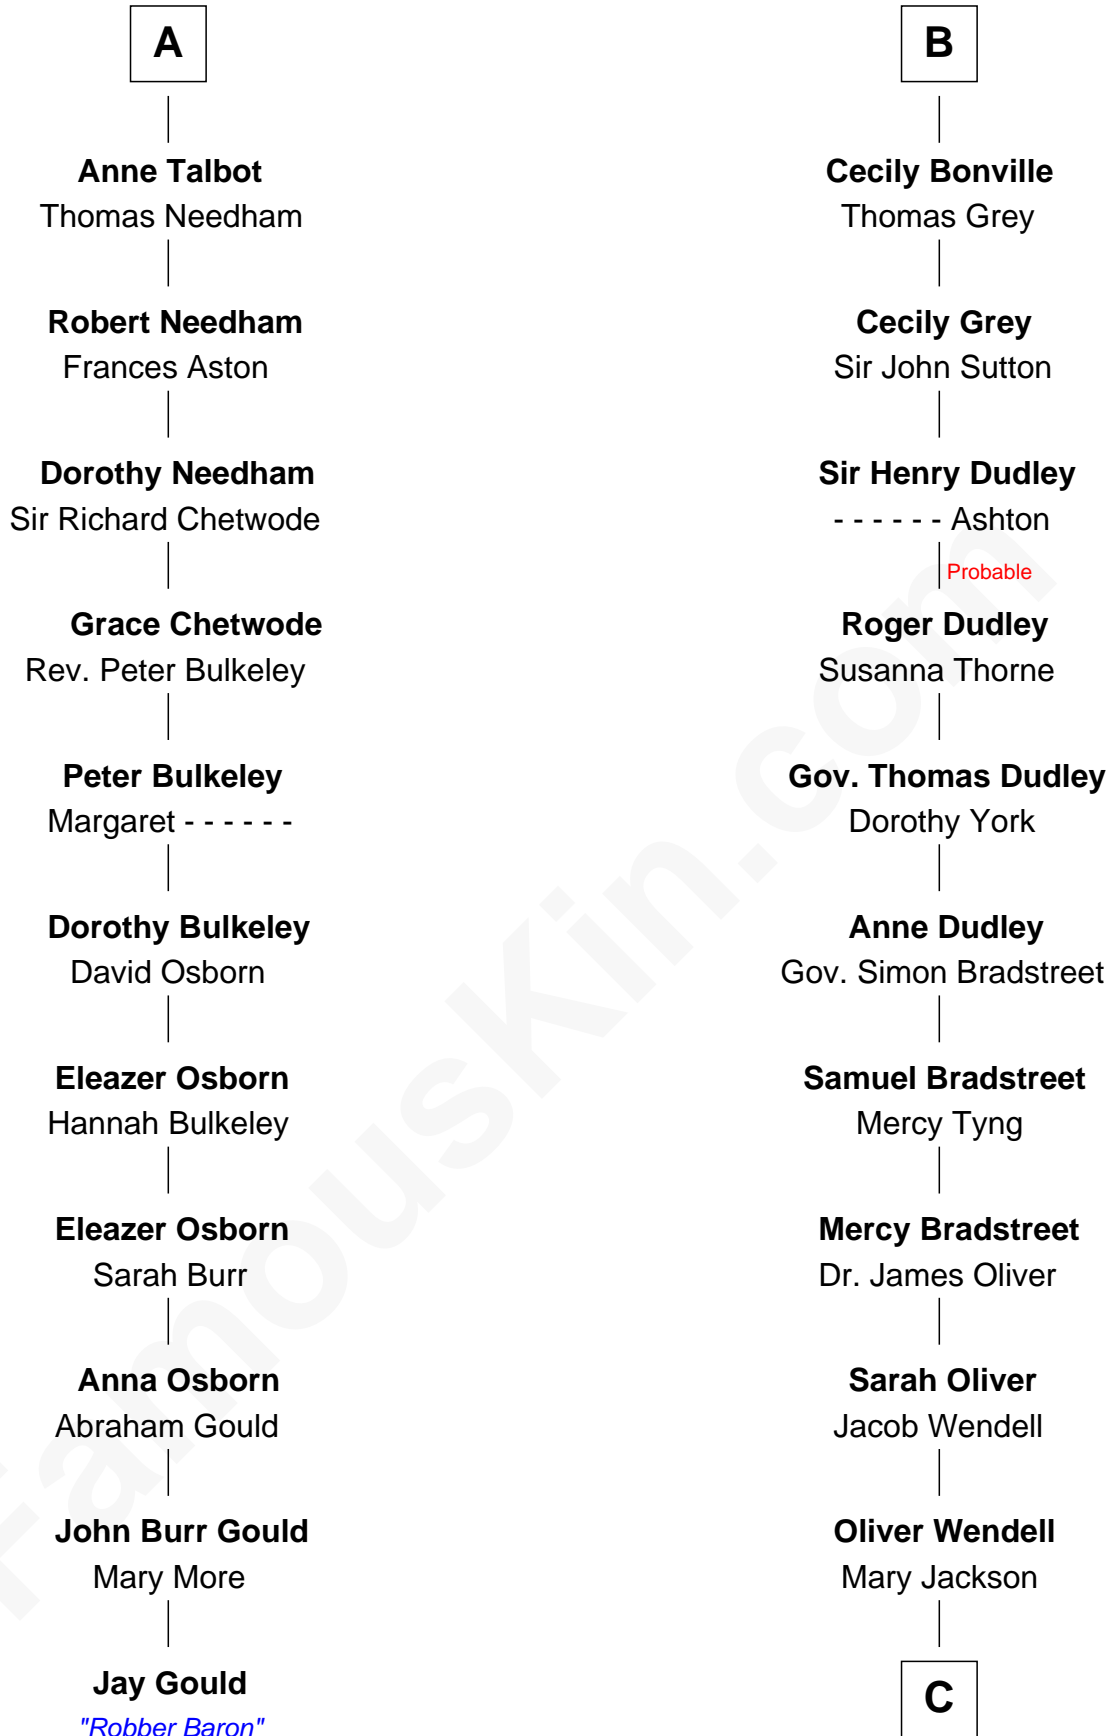 A
Anne Talbot
Thomas Needham
Robert Needham
Frances Aston
Dorothy Needham
Sir Richard Chetwode
Grace Chetwode
Rev. Peter Bulkeley
Peter Bulkeley
Margaret - - - - - -
Dorothy Bulkeley
David Osborn
Eleazer Osborn
Hannah Bulkeley
Eleazer Osborn
Sarah Burr
Anna Osborn
Abraham Gould
John Burr Gould
Mary More
Jay Gould
"Robber Baron"
B
Cecily Bonville
Thomas Grey
Cecily Grey
Sir John Sutton
Sir Henry Dudley
- - - - - - Ashton
Probable
Roger Dudley
Susanna Thorne
Gov. Thomas Dudley
Dorothy York
Anne Dudley
Gov. Simon Bradstreet
Samuel Bradstreet
Mercy Tyng
Mercy Bradstreet
Dr. James Oliver
Sarah Oliver
Jacob Wendell
Oliver Wendell
Mary Jackson
C
FamousKin.com